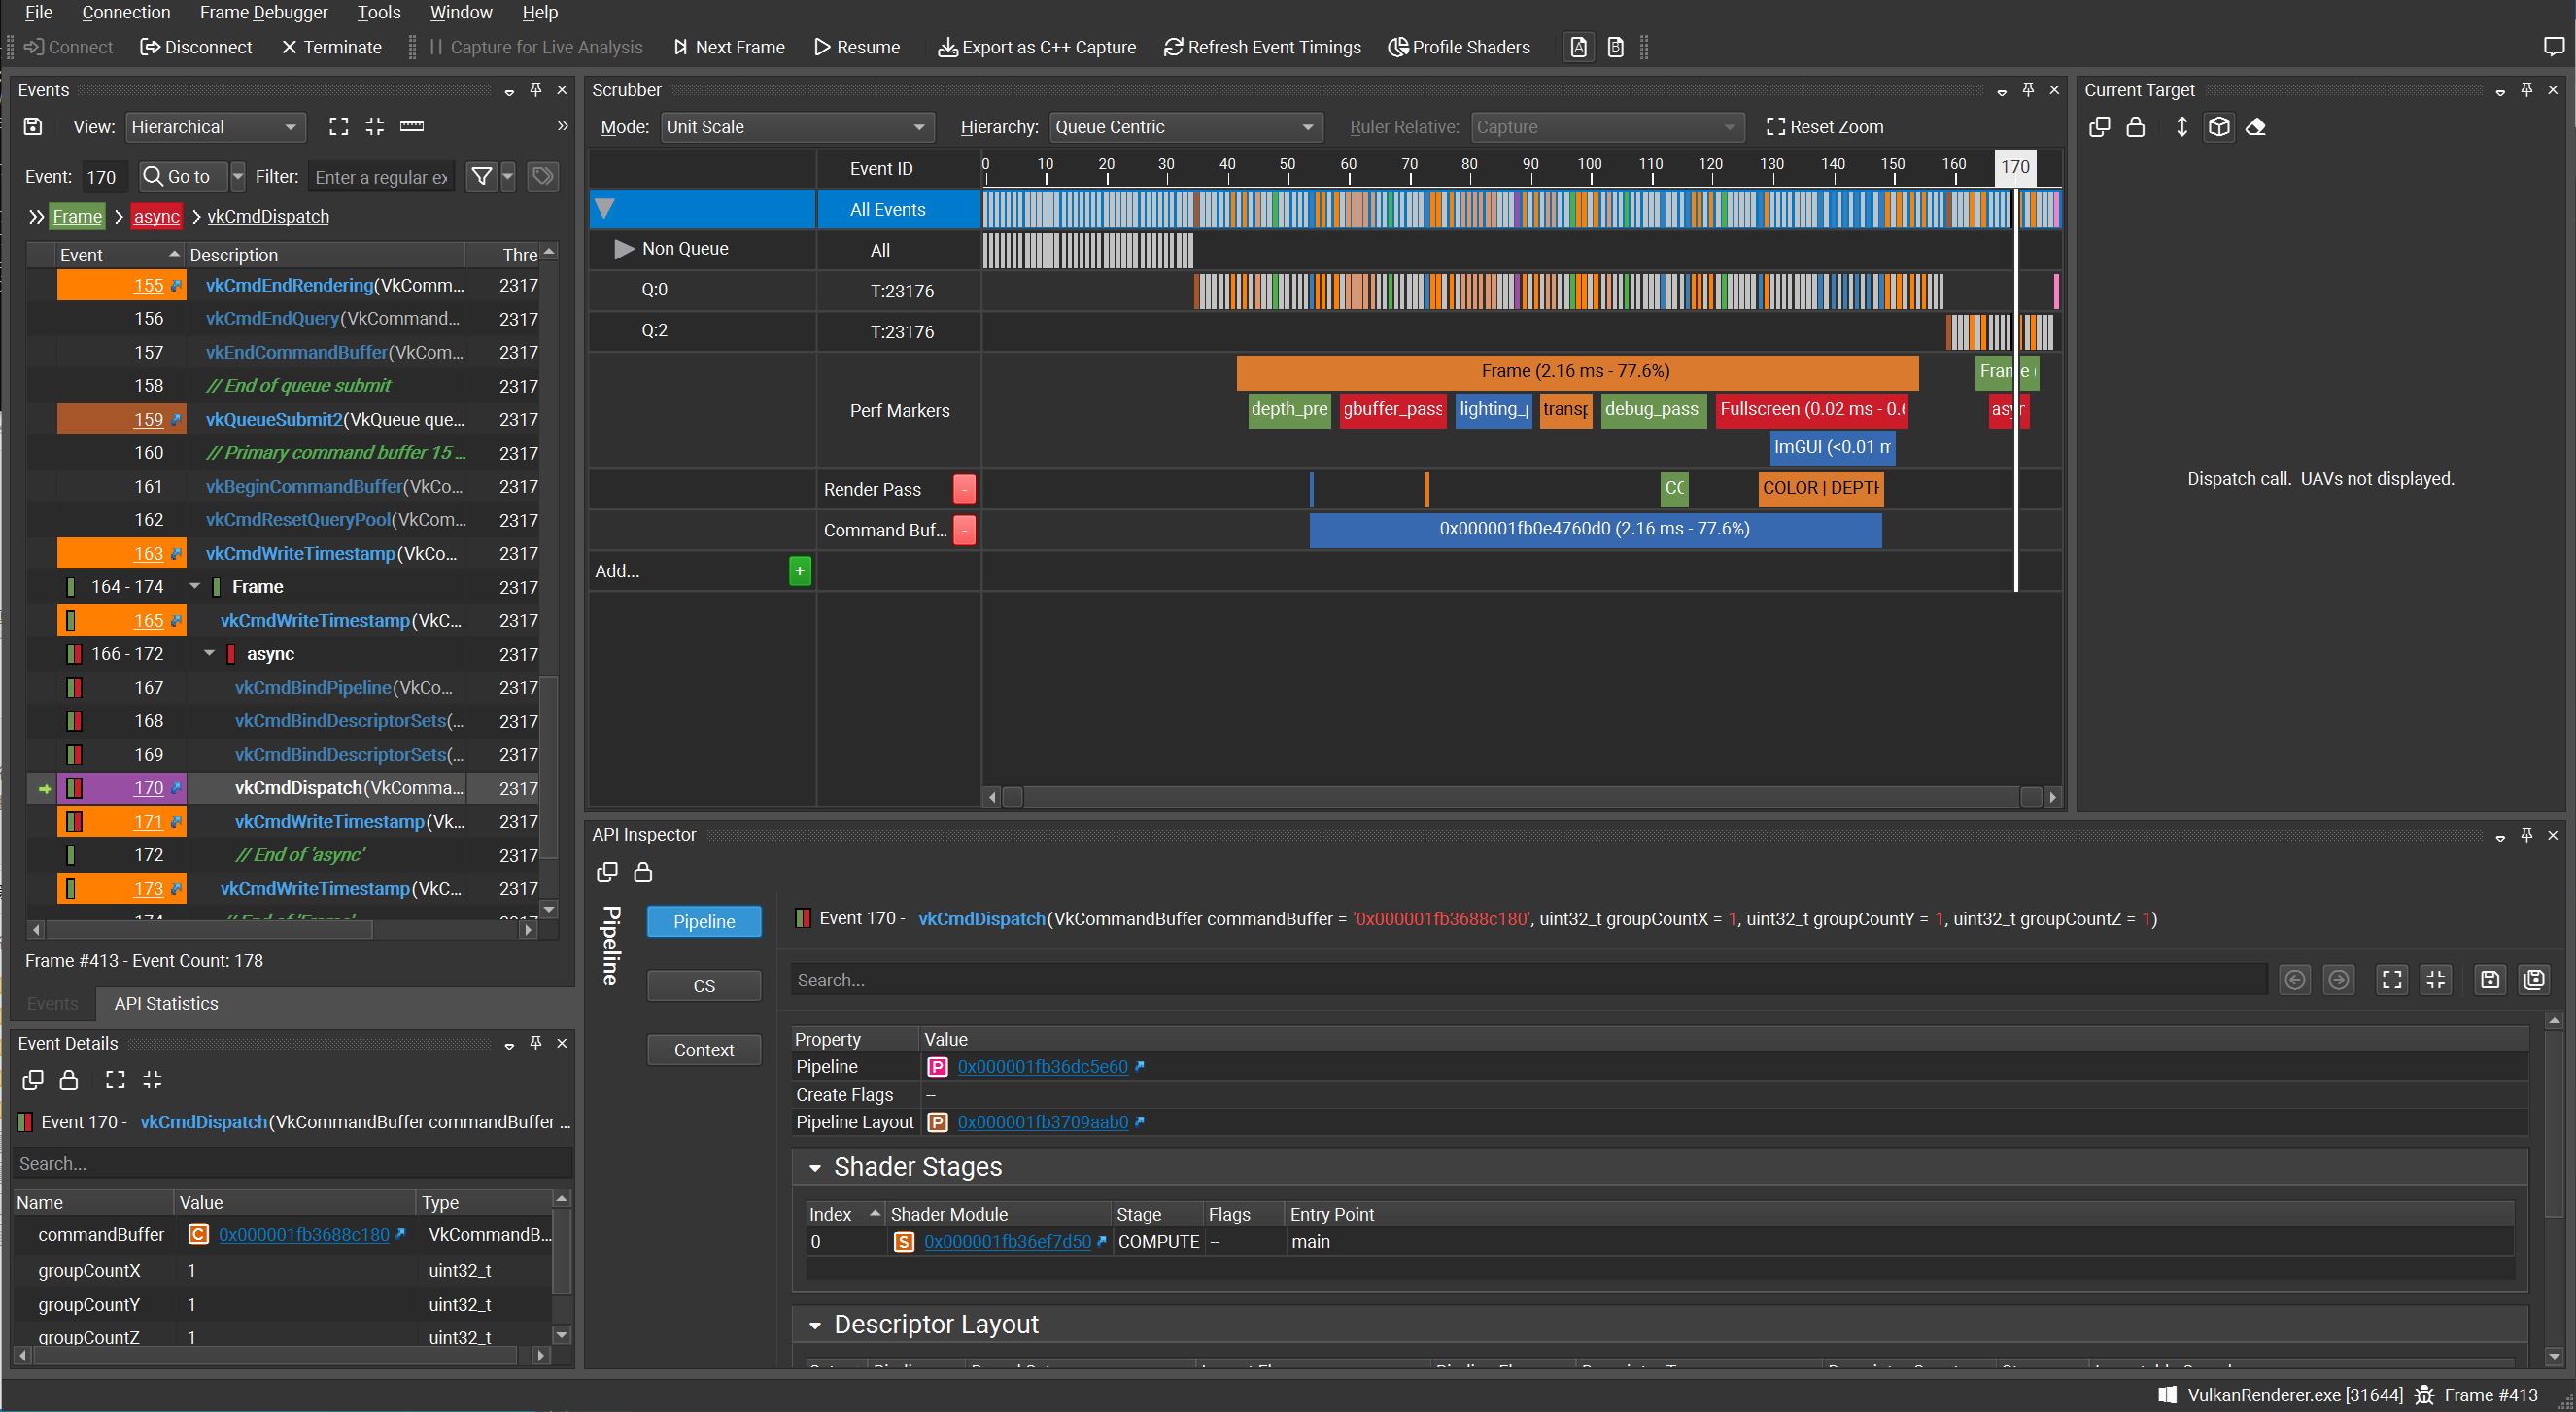 File Connection Frame Debugger Tools Window Help
Connect Disconnect Terminate Capture for Live Analysis Next Frame Resume Export as C++ Capture Refresh Event Timings Profile Shaders A B
Events
View: Hierarchical
Event: 170 Go to Filter: Enter a regular ex
Frame > async > vkCmdDispatch
Event Description Thre
155 vkCmdEndRendering(VkComm... 2317
156 vkCmdEndQuery(VkCommand... 2317
157 vkEndCommandBuffer(VkCom... 2317
158 // End of queue submit 2317
159 vkQueueSubmit2(VkQueue que... 2317
160 // Primary command buffer 15 ... 2317
161 vkBeginCommandBuffer(VkCo... 2317
162 vkCmdResetQueryPool(VkCom... 2317
163 vkCmdWriteTimestamp(VkCo... 2317
164 - 174 Frame 2317
165 vkCmdWriteTimestamp(VkC... 2317
166 - 172 async 2317
167 vkCmdBindPipeline(VkCo... 2317
168 vkCmdBindDescriptorSets(... 2317
169 vkCmdBindDescriptorSets(... 2317
170 vkCmdDispatch(VkComma... 2317
171 vkCmdWriteTimestamp(Vk... 2317
172 // End of 'async' 2317
173 vkCmdWriteTimestamp(VkC... 2317
174 // End of 'Frame' 2317
Frame #413 - Event Count: 178
Events API Statistics
Event Details
Event 170 - vkCmdDispatch(VkCommandBuffer commandBuffer ...
Search...
Name Value Type
commandBuffer C 0x000001fb3688c180 VkCommandB...
groupCountX 1 uint32_t
groupCountY 1 uint32_t
groupCountZ 1 uint32_t
Scrubber
Mode: Unit Scale Hierarchy: Queue Centric Ruler Relative: Capture Reset Zoom
Event ID 0 10 20 30 40 50 60 70 80 90 100 110 120 130 140 150 160 170
All Events
Non Queue All
Q:0 T:23176
Q:2 T:23176
Frame (2.16 ms - 77.6%) Frame (
Perf Markers depth_pre gbuffer_pass lighting_ transp debug_pass Fullscreen (0.02 ms - 0.6 asyn
ImGUI (<0.01 m
Render Pass - CO COLOR | DEPTH
Command Buf... - 0x000001fb0e4760d0 (2.16 ms - 77.6%)
Add... +
Current Target
Dispatch call. UAVs not displayed.
API Inspector
Pipeline
Pipeline
CS
Context
Event 170 - vkCmdDispatch(VkCommandBuffer commandBuffer = '0x000001fb3688c180', uint32_t groupCountX = 1, uint32_t groupCountY = 1, uint32_t groupCountZ = 1)
Search...
Property Value
Pipeline P 0x000001fb36dc5e60
Create Flags --
Pipeline Layout P 0x000001fb3709aab0
Shader Stages
Index Shader Module Stage Flags Entry Point
0 S 0x000001fb36ef7d50 COMPUTE -- main
Descriptor Layout
VulkanRenderer.exe [31644] Frame #413